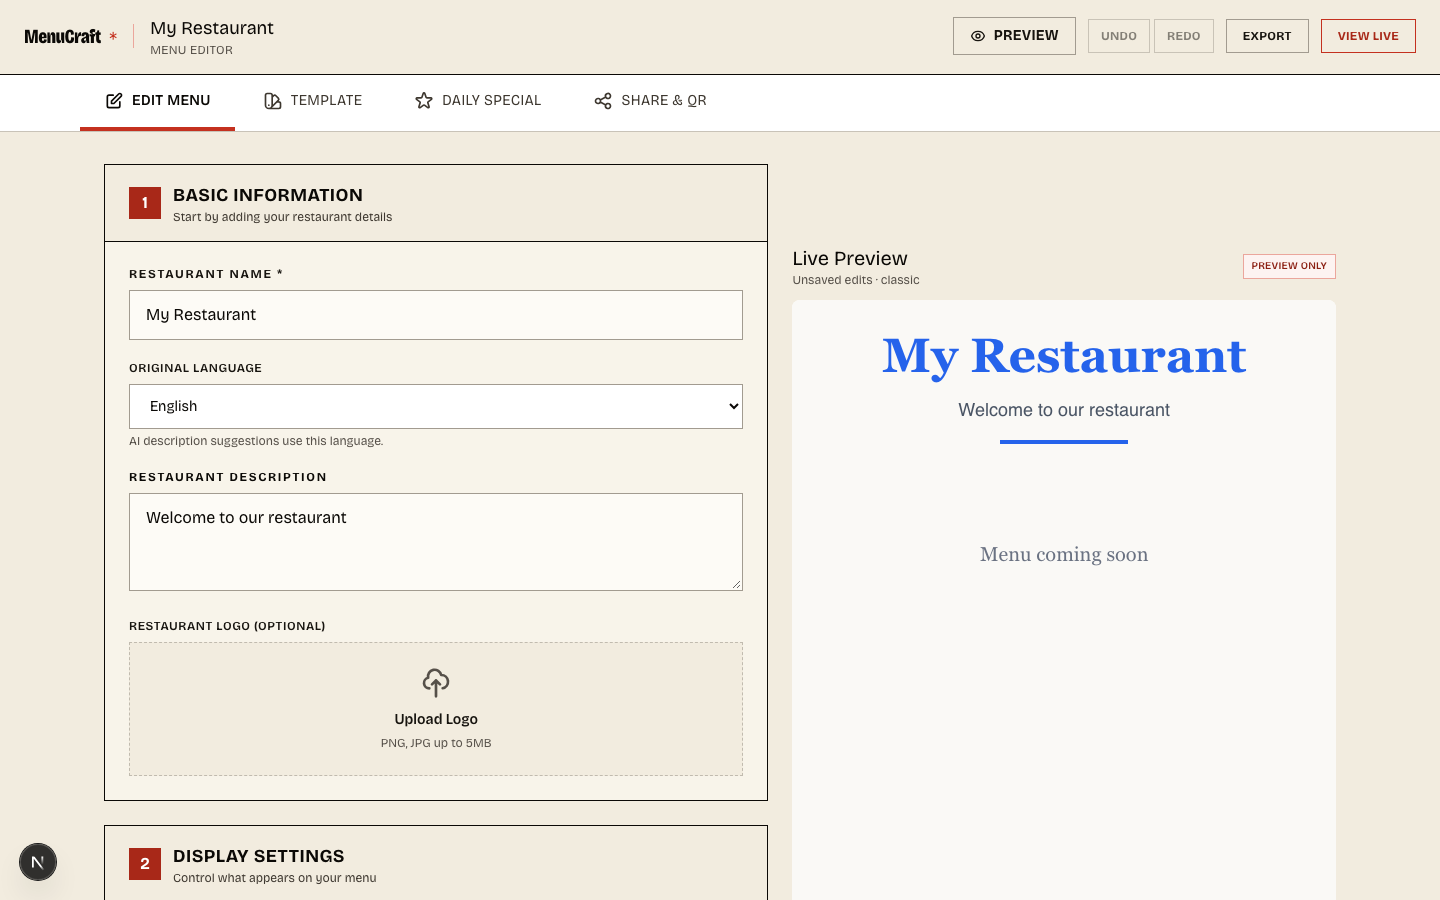 MenuCraft *
My Restaurant
MENU EDITOR
PREVIEW
UNDO
REDO
EXPORT
VIEW LIVE
EDIT MENU
TEMPLATE
DAILY SPECIAL
SHARE & QR
1
BASIC INFORMATION
Start by adding your restaurant details
RESTAURANT NAME *
My Restaurant
ORIGINAL LANGUAGE
English
AI description suggestions use this language.
RESTAURANT DESCRIPTION
Welcome to our restaurant
RESTAURANT LOGO (OPTIONAL)
Upload Logo
PNG, JPG up to 5MB
2
DISPLAY SETTINGS
Control what appears on your menu
Live Preview
Unsaved edits · classic
PREVIEW ONLY
My Restaurant
Welcome to our restaurant
Menu coming soon
N